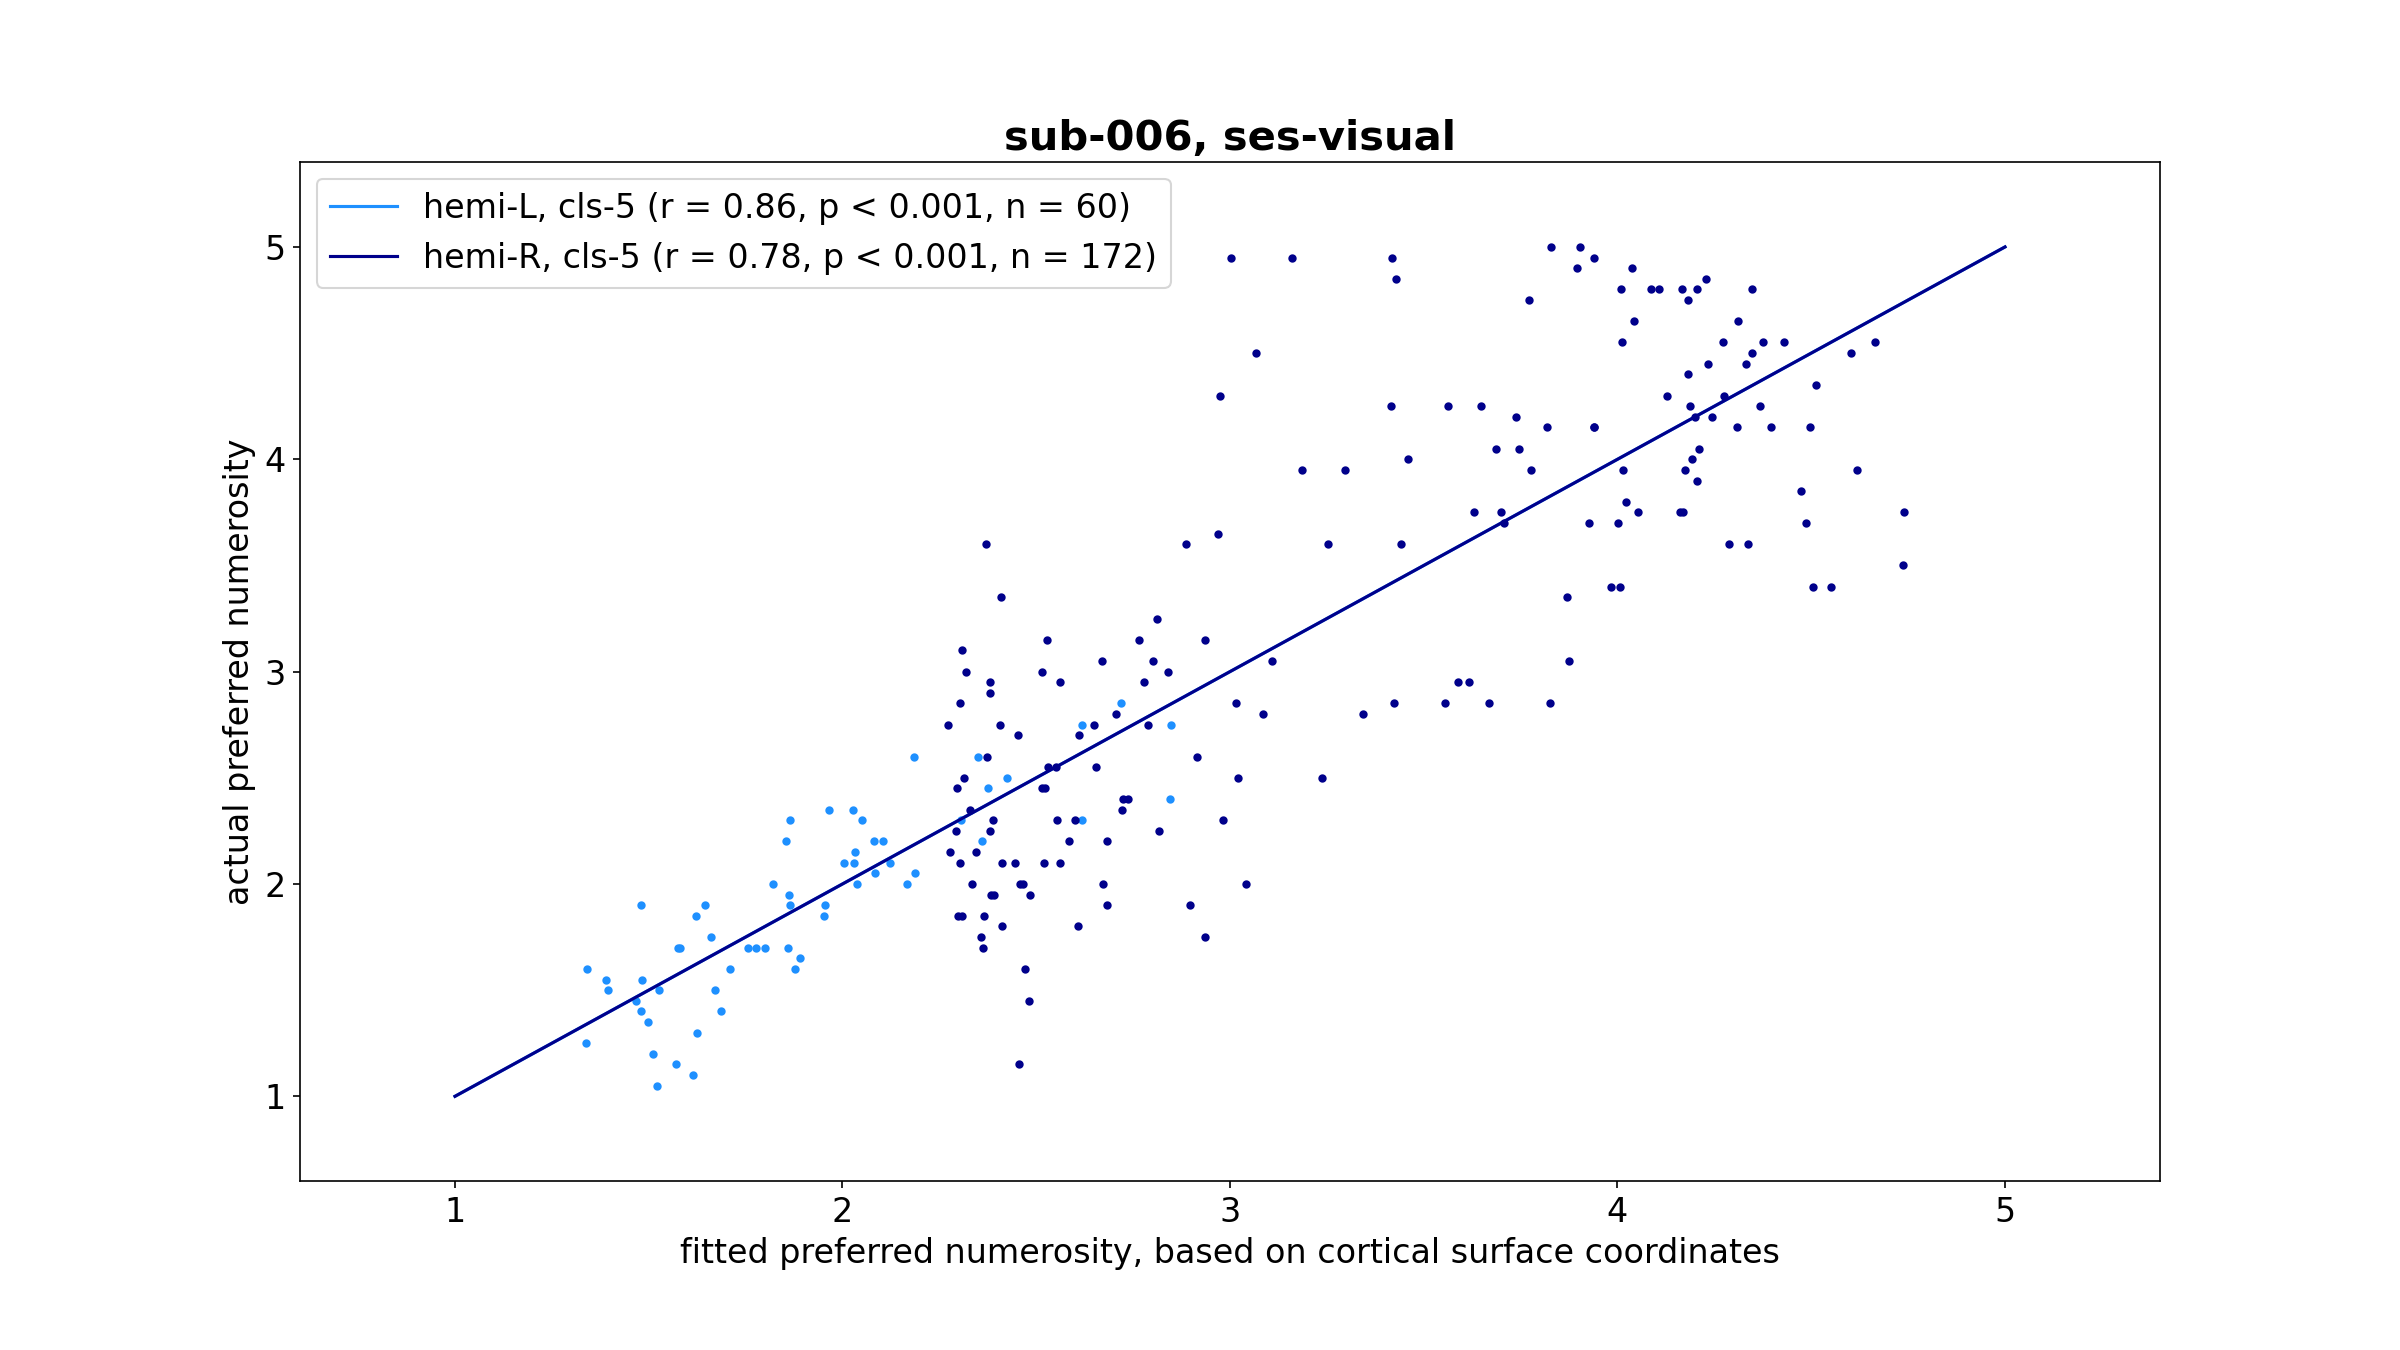 sub-006, ses-visual
hemi-L, cls-5 (r = 0.86, p < 0.001, n = 60)
hemi-R, cls-5 (r = 0.78, p < 0.001, n = 172)
actual preferred numerosity
5
4
3
2
1
1 2 3 4 5
fitted preferred numerosity, based on cortical surface coordinates